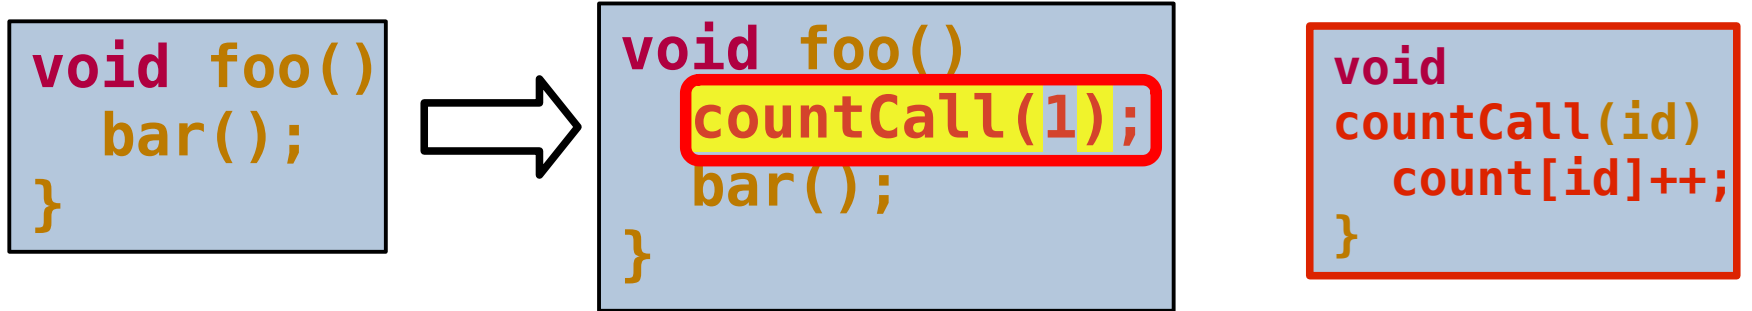 void foo()
  bar();
}
void foo()
  countCall(1);
  bar();
}
void
countCall(id)
  count[id]++;
}